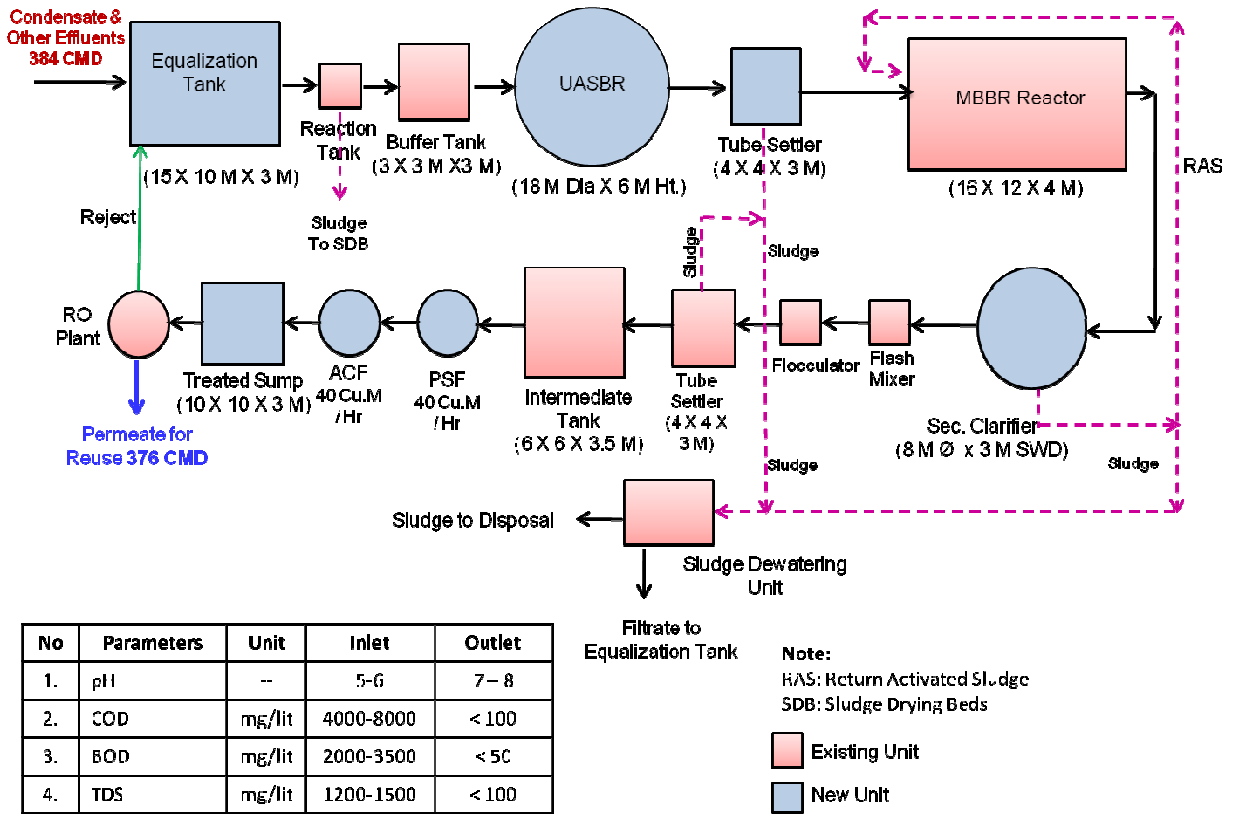 Condensate &
Other Effluents
384 CMD
Equalization
Tank
(15 X 10 M X 3 M)
Reaction
Tank
Sludge
To SDB
Buffer Tank
(3 X 3 M X3 M)
UASBR
(18 M Dia X 6 M Ht.)
Tube Settler
(4 X 4 X 3 M)
MBBR Reactor
(16 X 12 X 4 M)
RAS
Reject
Sludge
Sludge
RO
Plant
Treated Sump
(10 X 10 X 3 M)
ACF
40 Cu.M
/ Hr
PSF
40 Cu.M
/ Hr
Intermediate
Tank
(6 X 6 X 3.5 M)
Tube
Settler
(4 X 4 X
3 M)
Flocculator
Flash
Mixer
Sec. Clarifier
(8 M Ø x 3 M SWD)
Sludge
Sludge
Permeate for
Reuse 376 CMD
Sludge to Disposal
Sludge Dewatering
Unit
Filtrate to
Equalization Tank
No Parameters Unit Inlet Outlet
1. pH -- 5-6 7 – 8
2. COD mg/lit 4000-8000 < 100
3. BOD mg/lit 2000-3500 < 50
4. TDS mg/lit 1200-1500 < 100
Note:
RAS: Return Activated Sludge
SDB: Sludge Drying Beds
Existing Unit
New Unit